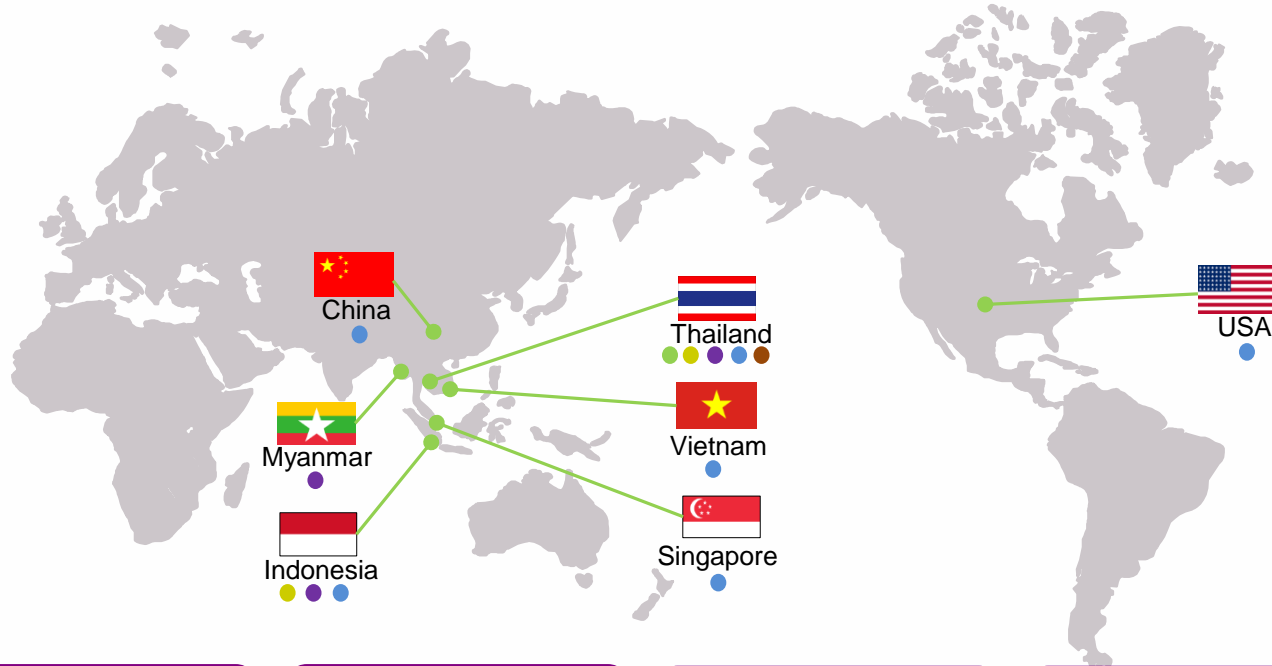 China
Thailand
USA
Myanmar
Vietnam
Indonesia
Singapore